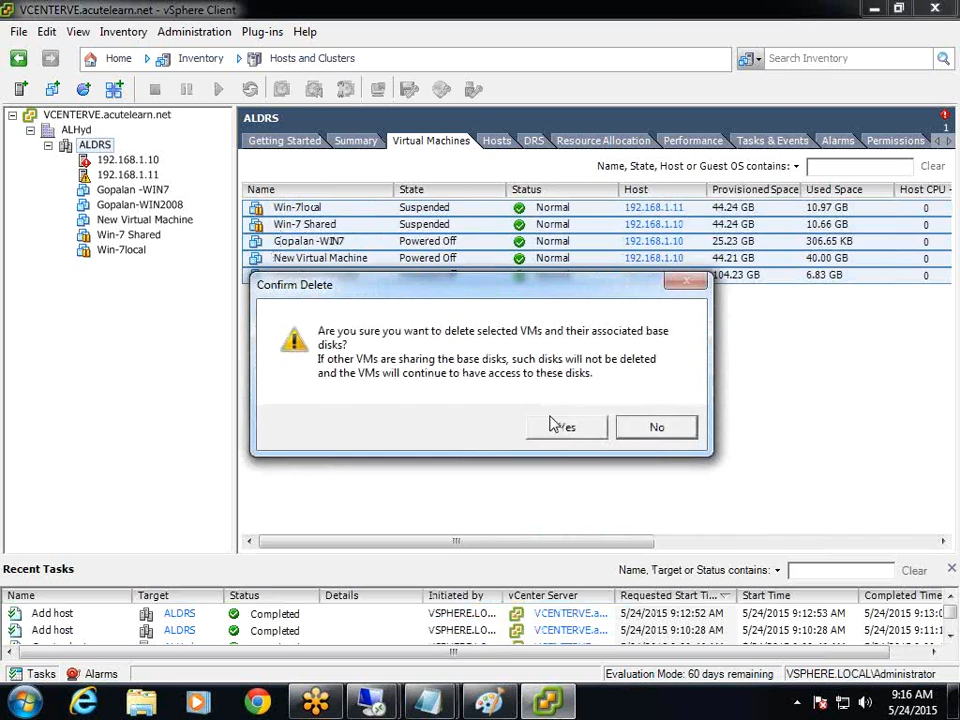 VCENTERVE.acutelearn.net - vSphere Client
File Edit View Inventory Administration Plug-ins Help
Home Inventory Hosts and Clusters Search Inventory
VCENTERVE.acutelearn.net
ALHyd
ALDRS
192.168.1.10
192.168.1.11
Gopalan -WIN7
Gopalan-WIN2008
New Virtual Machine
Win-7 Shared
Win-7local
ALDRS
1
Getting Started Summary Virtual Machines Hosts DRS Resource Allocation Performance Tasks & Events Alarms Permissions
Name, State, Host or Guest OS contains: Clear
Name State Status Host Provisioned Space Used Space Host CPU -
Win-7local Suspended Normal 192.168.1.11 44.24 GB 10.97 GB 0
Win-7 Shared Suspended Normal 192.168.1.10 44.24 GB 10.66 GB 0
Gopalan -WIN7 Powered Off Normal 192.168.1.10 25.23 GB 306.65 KB 0
New Virtual Machine Powered Off Normal 192.168.1.10 44.21 GB 40.00 GB 0
104.23 GB 6.83 GB 0
Confirm Delete
Are you sure you want to delete selected VMs and their associated base
disks?
If other VMs are sharing the base disks, such disks will not be deleted
and the VMs will continue to have access to these disks.
Yes No
Recent Tasks Name, Target or Status contains: Clear
Name Target Status Details Initiated by vCenter Server Requested Start Ti... Start Time Completed Time
Add host ALDRS Completed VSPHERE.LO... VCENTERVE.a... 5/24/2015 9:12:52 AM 5/24/2015 9:12:53 AM 5/24/2015 9:13:0
Add host ALDRS Completed VSPHERE.LO... VCENTERVE.a... 5/24/2015 9:10:28 AM 5/24/2015 9:10:28 AM 5/24/2015 9:11:1
Tasks Alarms Evaluation Mode: 60 days remaining VSPHERE.LOCAL\Administrator
9:16 AM
5/24/2015